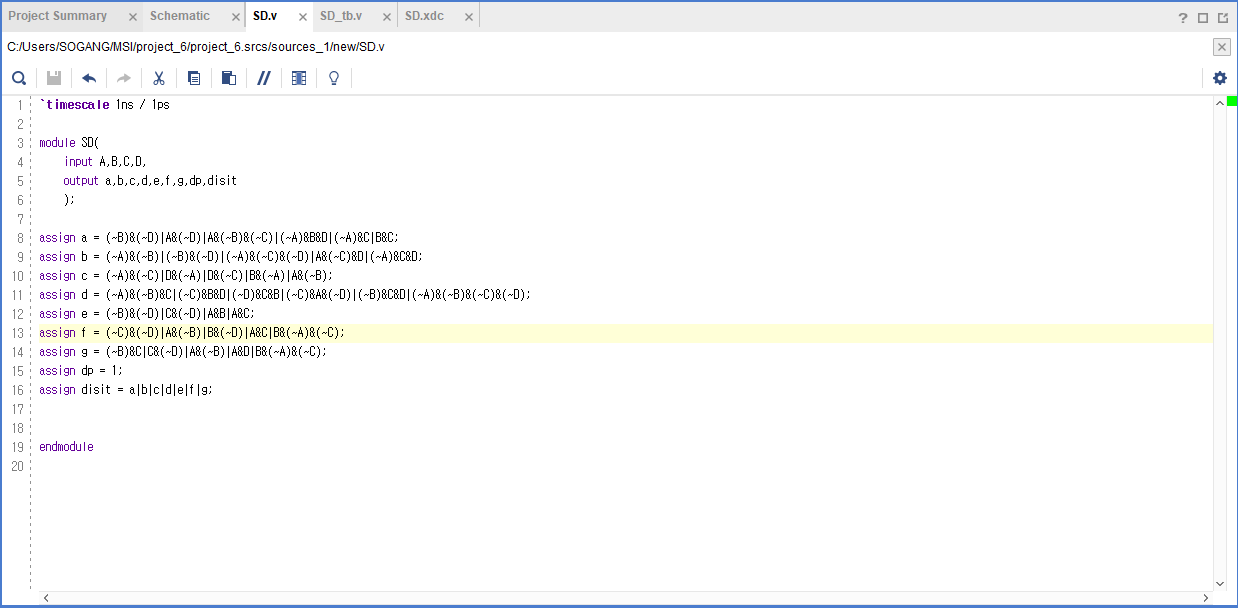 Project Summary × Schematic × SD.v × SD_tb.v × SD.xdc ×
C:/Users/SOGANG/MSI/project_6/project_6.srcs/sources_1/new/SD.v
1 `timescale 1ns / 1ps
2
3 module SD(
4 input A,B,C,D,
5 output a,b,c,d,e,f,g,dp,disit
6 );
7
8 assign a = (~B)&(~D)|A&(~D)|A&(~B)&(~C)|(~A)&B&D|(~A)&C|B&C;
9 assign b = (~A)&(~B)|(~B)&(~D)|(~A)&(~C)&(~D)|A&(~C)&D|(~A)&C&D;
10 assign c = (~A)&(~C)|D&(~A)|D&(~C)|B&(~A)|A&(~B);
11 assign d = (~A)&(~B)&C|(~C)&B&D|(~D)&C&B|(~C)&A&(~D)|(~B)&C&D|(~A)&(~B)&(~C)&(~D);
12 assign e = (~B)&(~D)|C&(~D)|A&B|A&C;
13 assign f = (~C)&(~D)|A&(~B)|B&(~D)|A&C|B&(~A)&(~C);
14 assign g = (~B)&C|C&(~D)|A&(~B)|A&D|B&(~A)&(~C);
15 assign dp = 1;
16 assign disit = a|b|c|d|e|f|g;
17
18
19 endmodule
20